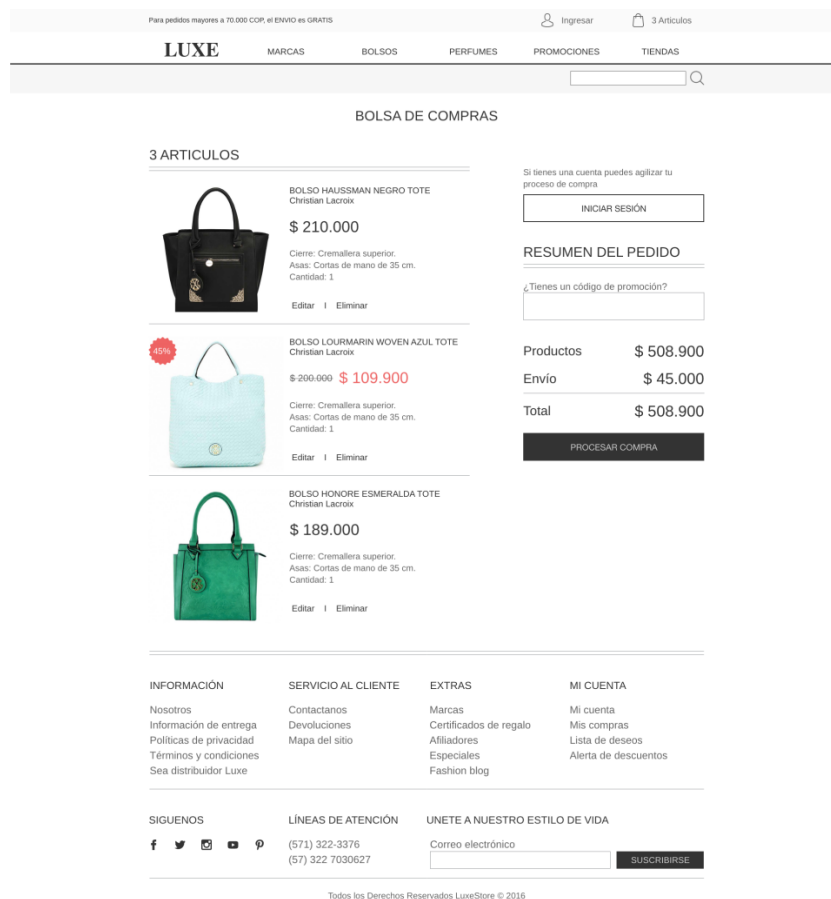 Para pedidos mayores a 70.000 COP, el ENVIO es GRATIS
Ingresar
3 Articulos
LUXE
MARCAS
BOLSOS
PERFUMES
PROMOCIONES
TIENDAS
BOLSA DE COMPRAS
3 ARTICULOS
BOLSO HAUSSMAN NEGRO TOTE
Christian Lacroix
$ 210.000
Cierre: Cremallera superior.
Asas: Cortas de mano de 35 cm.
Cantidad: 1
Editar I Eliminar
45%
BOLSO LOURMARIN WOVEN AZUL TOTE
Christian Lacroix
$ 200.000 $ 109.900
Cierre: Cremallera superior.
Asas: Cortas de mano de 35 cm.
Cantidad: 1
Editar I Eliminar
BOLSO HONORE ESMERALDA TOTE
Christian Lacroix
$ 189.000
Cierre: Cremallera superior.
Asas: Cortas de mano de 35 cm.
Cantidad: 1
Editar I Eliminar
Si tienes una cuenta puedes agilizar tu
proceso de compra
INICIAR SESIÓN
RESUMEN DEL PEDIDO
¿Tienes un código de promoción?
Productos $ 508.900
Envío $ 45.000
Total $ 508.900
PROCESAR COMPRA
INFORMACIÓN
Nosotros
Información de entrega
Políticas de privacidad
Términos y condiciones
Sea distribuidor Luxe
SERVICIO AL CLIENTE
Contactanos
Devoluciones
Mapa del sitio
EXTRAS
Marcas
Certificados de regalo
Afiliadores
Especiales
Fashion blog
MI CUENTA
Mi cuenta
Mis compras
Lista de deseos
Alerta de descuentos
SIGUENOS
LÍNEAS DE ATENCIÓN
(571) 322-3376
(57) 322 7030627
UNETE A NUESTRO ESTILO DE VIDA
Correo electrónico
SUSCRIBIRSE
Todos los Derechos Reservados LuxeStore © 2016